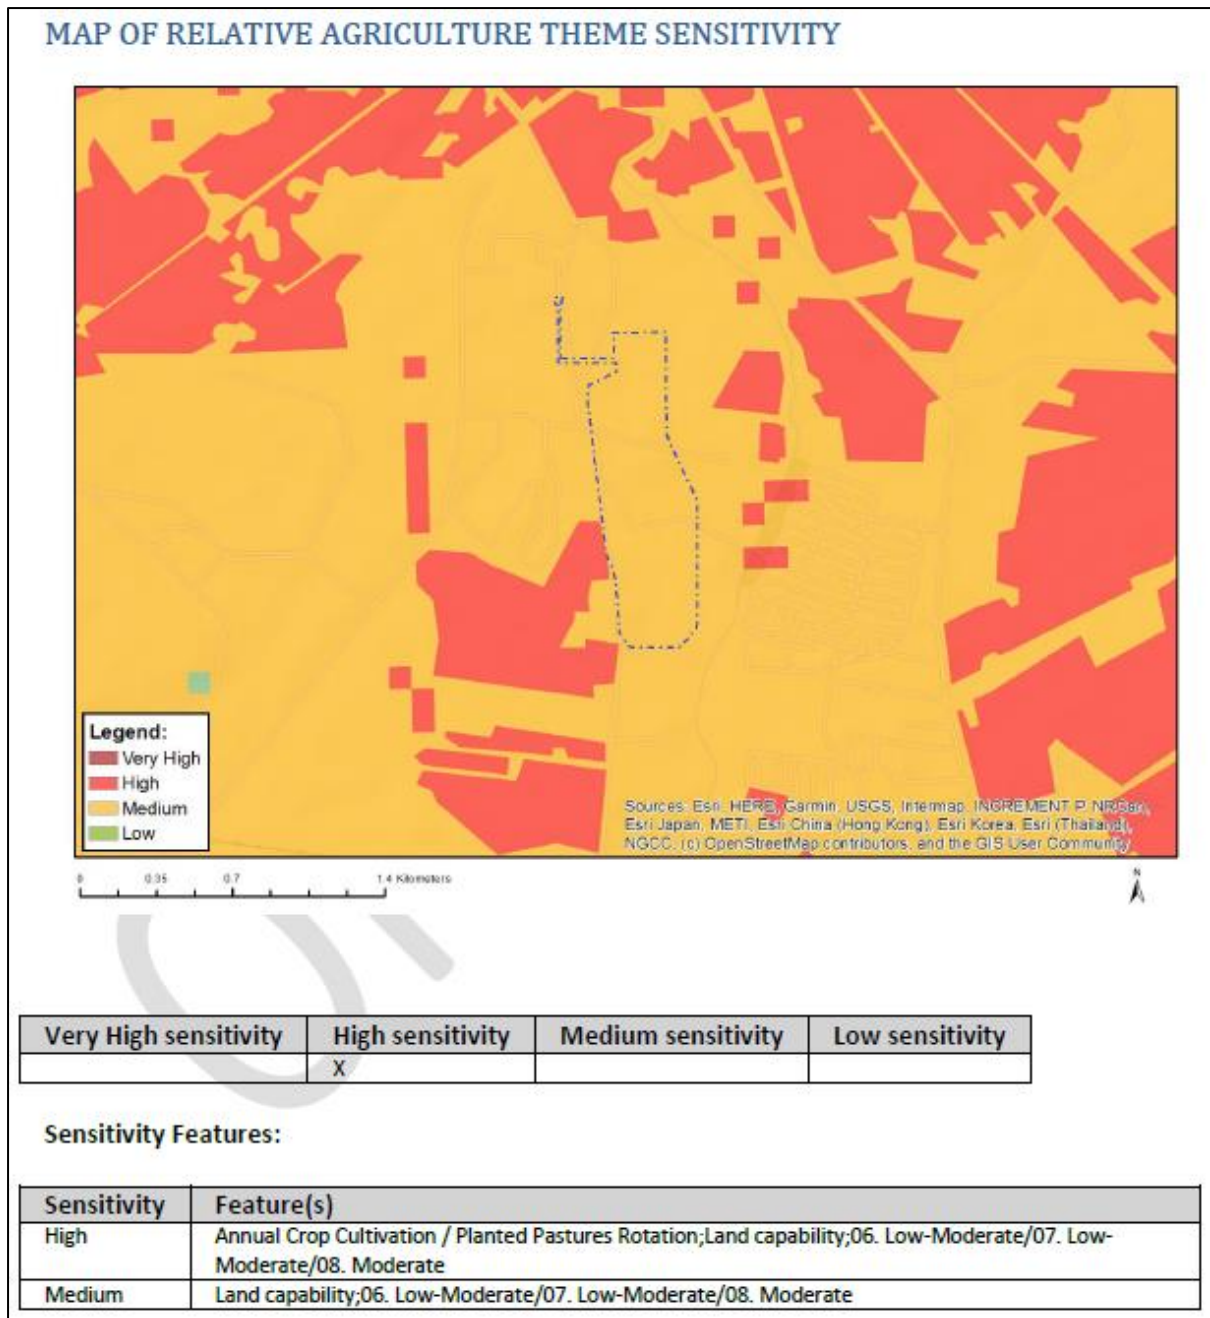 MAP OF RELATIVE AGRICULTURE THEME SENSITIVITY
Legend:
Very High
High
Medium
Low
Sources: Esri, HERE, Garmin, USGS, Intermap, INCREMENT P, NRCan,
Esri Japan, METI, Esri China (Hong Kong), Esri Korea, Esri (Thailand),
NGCC, (c) OpenStreetMap contributors, and the GIS User Community
0 0.35 0.7 1.4 Kilometers
N
Very High sensitivity High sensitivity Medium sensitivity Low sensitivity
X
Sensitivity Features:
Sensitivity Feature(s)
High Annual Crop Cultivation / Planted Pastures Rotation;Land capability;06. Low-Moderate/07. Low-
Moderate/08. Moderate
Medium Land capability;06. Low-Moderate/07. Low-Moderate/08. Moderate